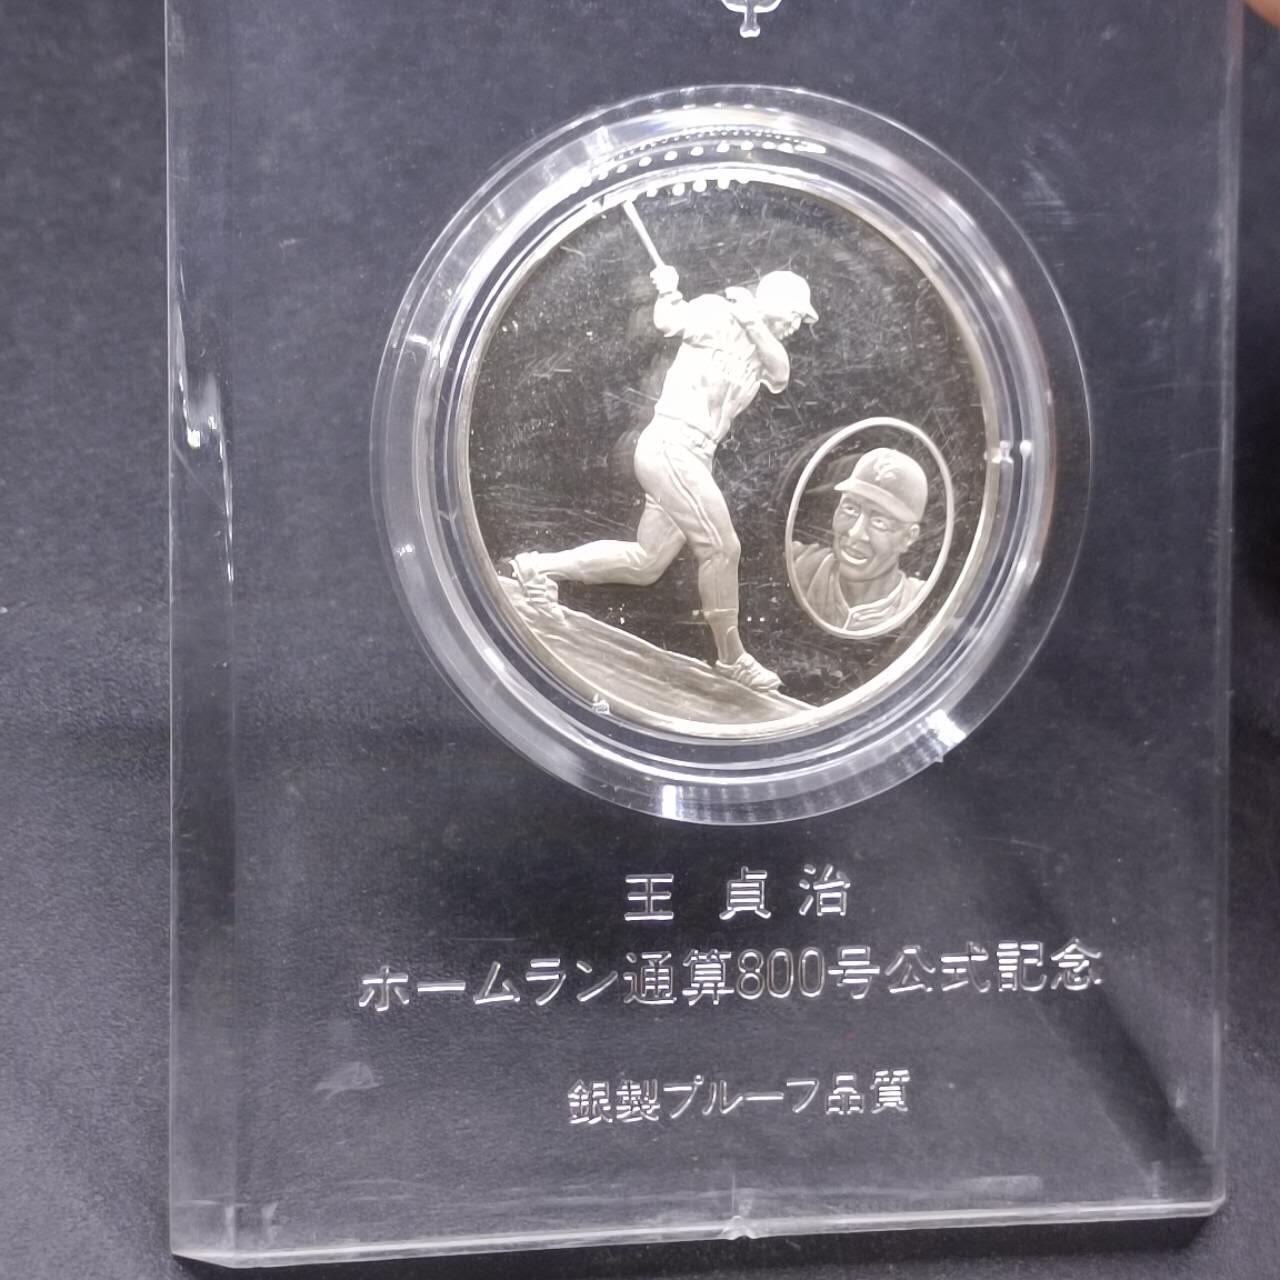 王 貞 治
ホームラン通算800号公式記念
銀製プルーフ品質